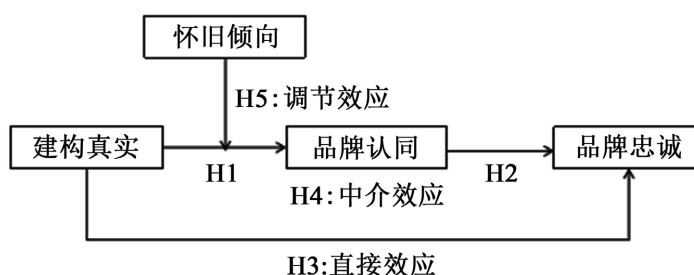 怀旧倾向
H5:调节效应
建构真实
品牌认同
品牌忠诚
H1
H2
H4:中介效应
H3:直接效应